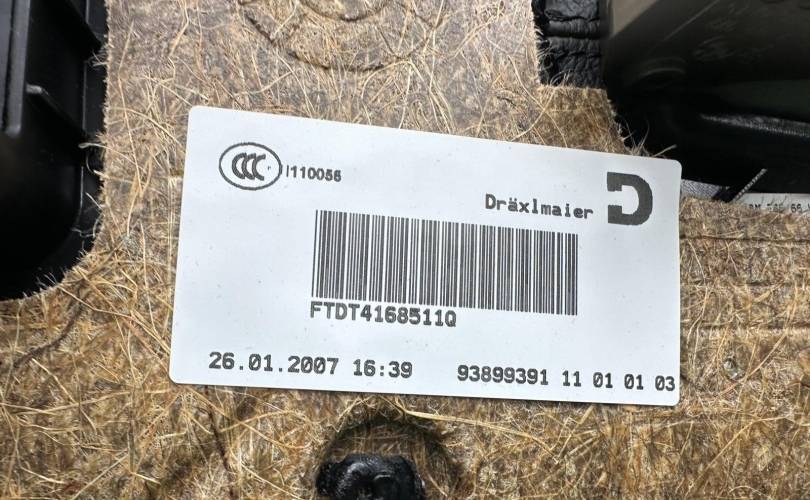 CCC I110056
Dräxlmaier D
FTDT4168511Q
26.01.2007 16:39 93899391 11 01 01 03